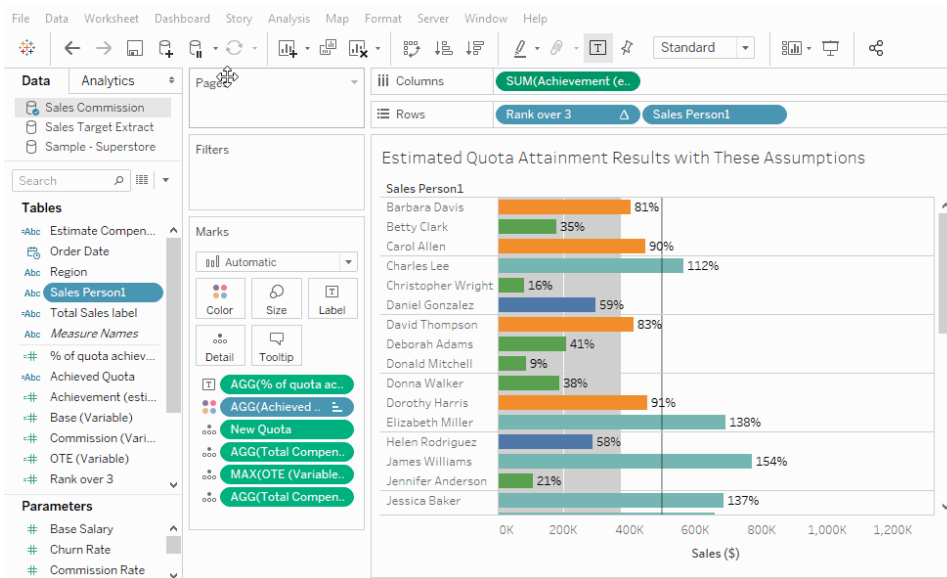 File Data Worksheet Dashboard Story Analysis Map Format Server Window Help
Standard
Data Analytics
Sales Commission
Sales Target Extract
Sample - Superstore
Search
Tables
Abc Estimate Compen...
Order Date
Abc Region
Abc Sales Person1
Abc Total Sales label
Abc Measure Names
# % of quota achiev...
Abc Achieved Quota
# Achievement (esti...
# Base (Variable)
# Commission (Vari...
# OTE (Variable)
# Rank over 3
Parameters
# Base Salary
# Churn Rate
# Commission Rate
Pages
Filters
Marks
Automatic
Color Size Label
Detail Tooltip
AGG(% of quota ac..
AGG(Achieved ..
New Quota
AGG(Total Compen..
MAX(OTE (Variable..
AGG(Total Compen..
Columns SUM(Achievement (e..
Rows Rank over 3 Δ Sales Person1
Estimated Quota Attainment Results with These Assumptions
Sales Person1
Barbara Davis 81%
Betty Clark 35%
Carol Allen 90%
Charles Lee 112%
Christopher Wright 16%
Daniel Gonzalez 59%
David Thompson 83%
Deborah Adams 41%
Donald Mitchell 9%
Donna Walker 38%
Dorothy Harris 91%
Elizabeth Miller 138%
Helen Rodriguez 58%
James Williams 154%
Jennifer Anderson 21%
Jessica Baker 137%
0K 200K 400K 600K 800K 1,000K 1,200K
Sales ($)